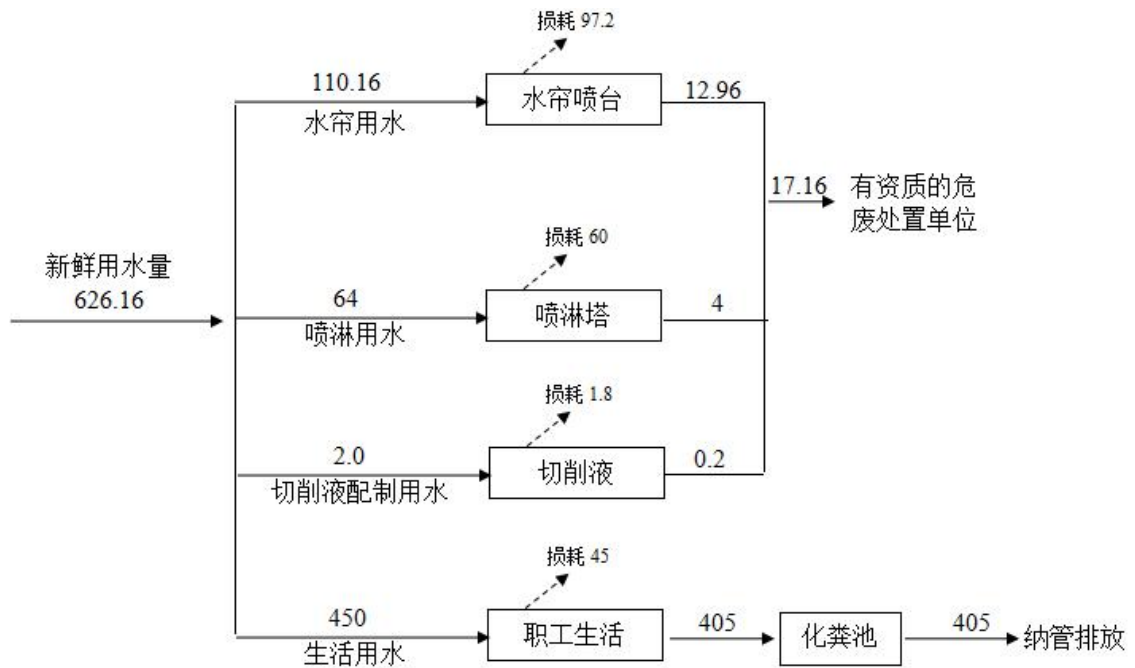 损耗 97.2
110.16
水帘喷台
12.96
水帘用水
17.16
有资质的危
废处置单位
损耗 60
新鲜用水量
626.16
64
喷淋塔
4
喷淋用水
损耗 1.8
2.0
切削液
0.2
切削液配制用水
损耗 45
450
职工生活
405
化粪池
405
纳管排放
生活用水